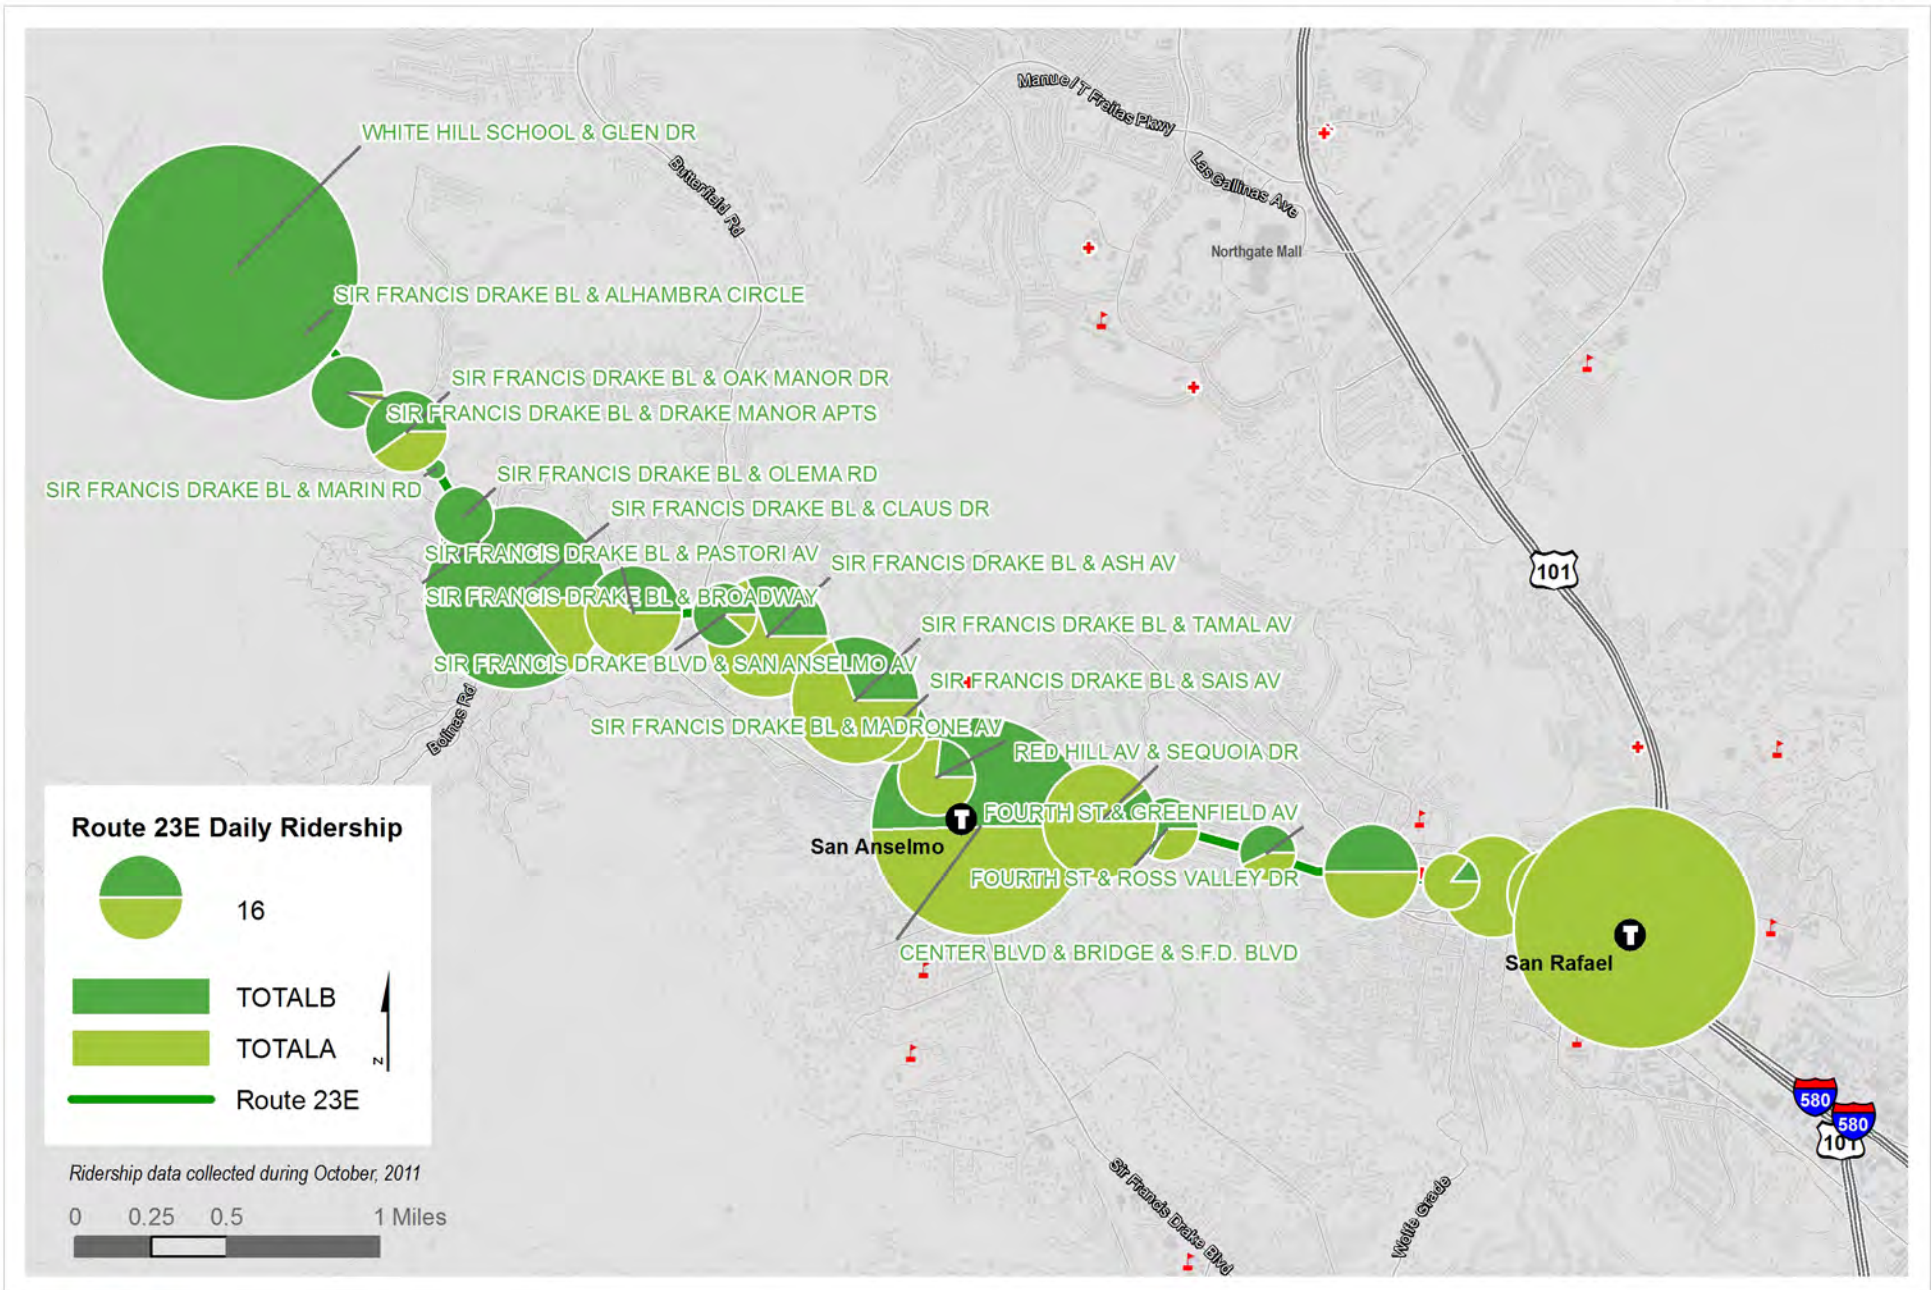 Manuel T Freitas Pkwy
WHITE HILL SCHOOL & GLEN DR
Butterfield Rd
Las Gallinas Ave
Northgate Mall
SIR FRANCIS DRAKE BL & ALHAMBRA CIRCLE
SIR FRANCIS DRAKE BL & OAK MANOR DR
SIR FRANCIS DRAKE BL & DRAKE MANOR APTS
SIR FRANCIS DRAKE BL & OLEMA RD
SIR FRANCIS DRAKE BL & MARIN RD
SIR FRANCIS DRAKE BL & CLAUS DR
SIR FRANCIS DRAKE BL & PASTORI AV
SIR FRANCIS DRAKE BL & ASH AV
101
SIR FRANCIS DRAKE BL & BROADWAY
SIR FRANCIS DRAKE BL & TAMAL AV
SIR FRANCIS DRAKE BLVD & SAN ANSELMO AV
SIR FRANCIS DRAKE BL & SAIS AV
Bolinas Rd
SIR FRANCIS DRAKE BL & MADRONE AV
RED HILL AV & SEQUOIA DR
FOURTH ST & GREENFIELD AV
T
San Anselmo
FOURTH ST & ROSS VALLEY DR
CENTER BLVD & BRIDGE & S.F.D. BLVD
T
San Rafael
Route 23E Daily Ridership
16
TOTALB
TOTALA
Z
Route 23E
580
580
101
Ridership data collected during October, 2011
Sir Francis Drake Blvd
Wolfe Grade
0 0.25 0.5 1 Miles